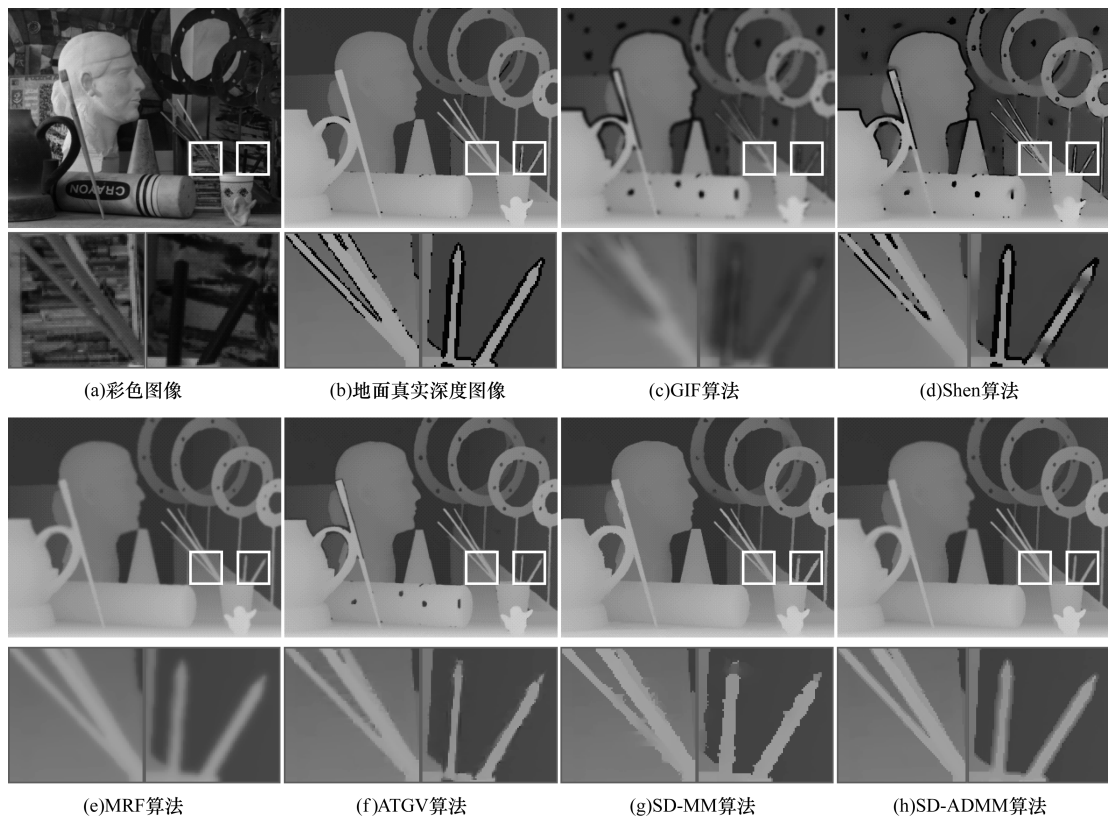 CRAYON
(a)彩色图像
(b)地面真实深度图像
(c)GIF算法
(d)Shen算法
(e)MRF算法
(f)ATGV算法
(g)SD-MM算法
(h)SD-ADMM算法